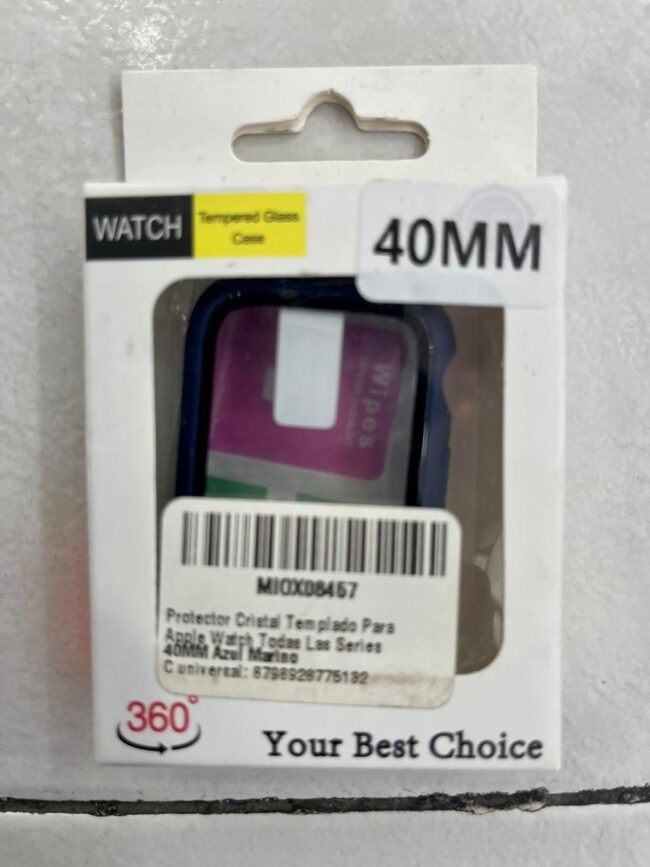 WATCH
Tempered Glass
Case
40MM
Wipes
MIOX08457
Protector Cristal Templado Para
Apple Watch Todas Las Series
40MM Azul Marino
C universal: 8798928775132
360°
Your Best Choice